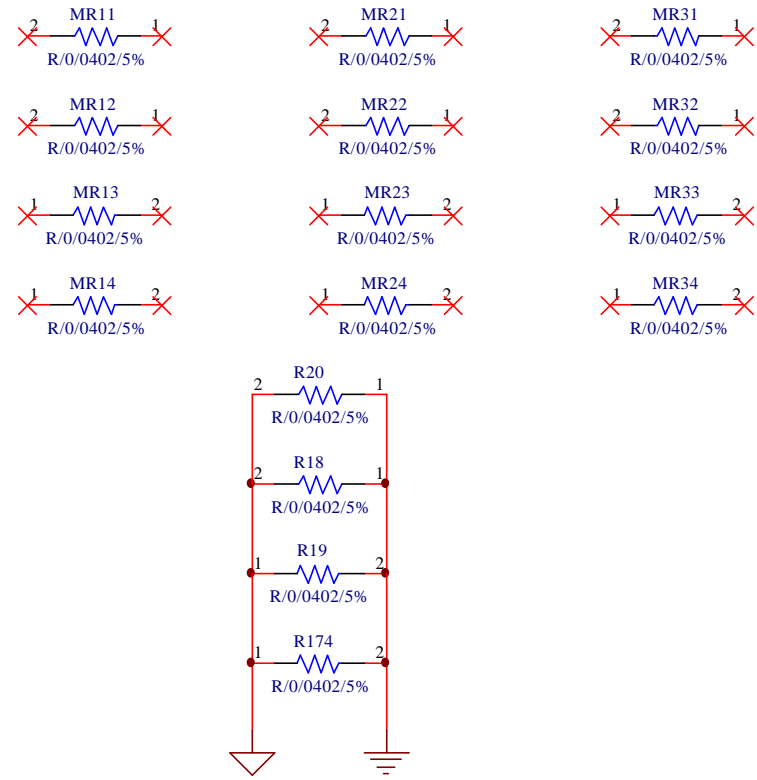 MR11 MR21 MR31
2 1 2 1 2 1
R/0/0402/5% R/0/0402/5% R/0/0402/5%
MR12 MR22 MR32
2 1 2 1 2 1
R/0/0402/5% R/0/0402/5% R/0/0402/5%
MR13 MR23 MR33
1 2 1 2 1 2
R/0/0402/5% R/0/0402/5% R/0/0402/5%
MR14 MR24 MR34
1 2 1 2 1 2
R/0/0402/5% R/0/0402/5% R/0/0402/5%
R20
2 1
R/0/0402/5%
R18
2 1
R/0/0402/5%
R19
1 2
R/0/0402/5%
R174
1 2
R/0/0402/5%